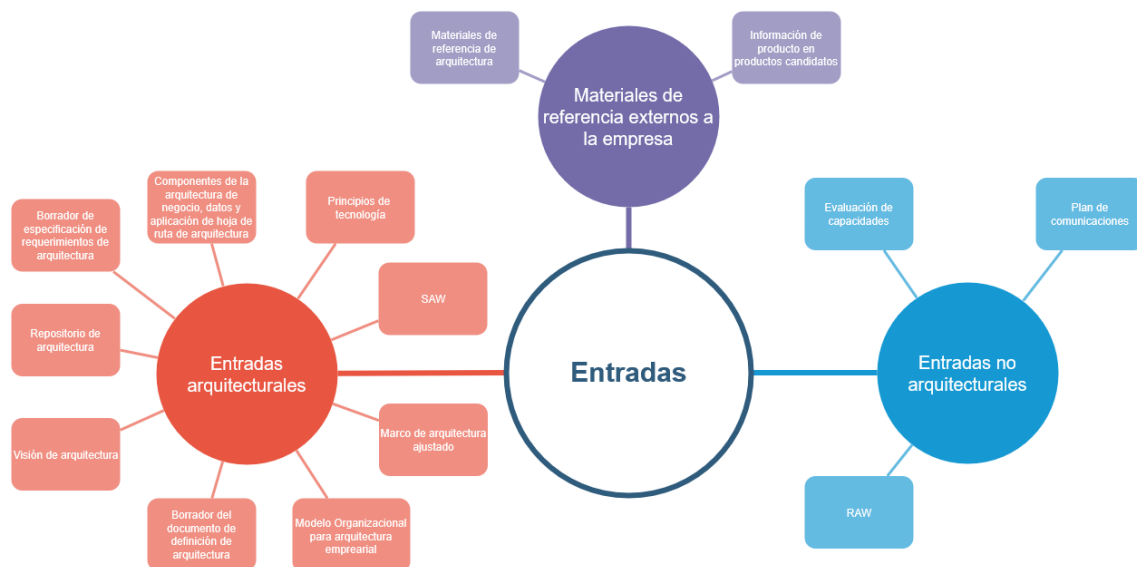 Materiales de
referencia de
arquitectura
Información de
producto en
productos candidatos
Materiales de
referencia externos a
la empresa
Componentes de la
arquitectura de
negocio, datos y
aplicación de hoja de
ruta de arquitectura
Principios de
tecnología
Borrador de
especificación de
requerimientos de
arquitectura
SAW
Repositorio de
arquitectura
Entradas
arquitecturales
Visión de arquitectura
Marco de arquitectura
ajustado
Borrador del
documento de
definición de
arquitectura
Modelo Organizacional
para arquitectura
emprearial
Entradas
Evaluación de
capacidades
Plan de
comunicaciones
Entradas no
arquitecturales
RAW